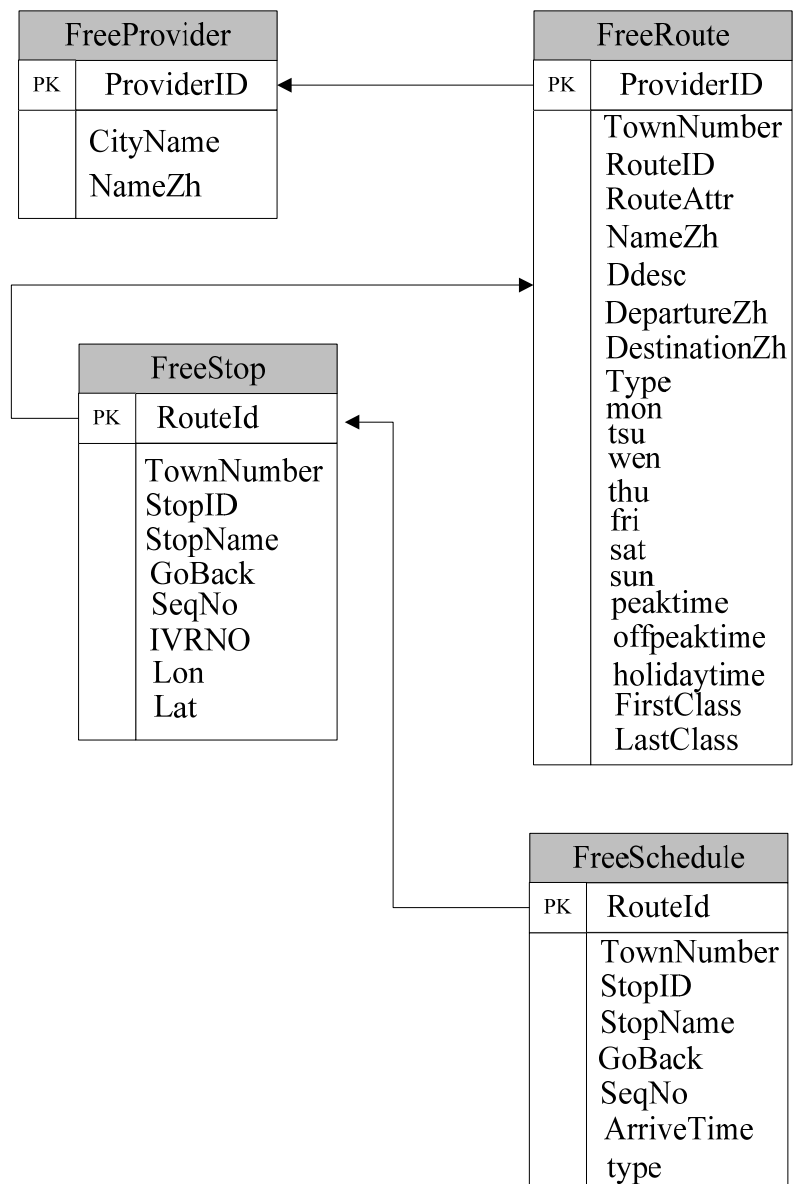 FreeProvider
PK ProviderID
CityName
NameZh
FreeRoute
PK ProviderID
TownNumber
RouteID
RouteAttr
NameZh
Ddesc
DepartureZh
DestinationZh
Type
mon
tsu
wen
thu
fri
sat
sun
peaktime
offpeaktime
holidaytime
FirstClass
LastClass
FreeStop
PK RouteId
TownNumber
StopID
StopName
GoBack
SeqNo
IVRNO
Lon
Lat
FreeSchedule
PK RouteId
TownNumber
StopID
StopName
GoBack
SeqNo
ArriveTime
type